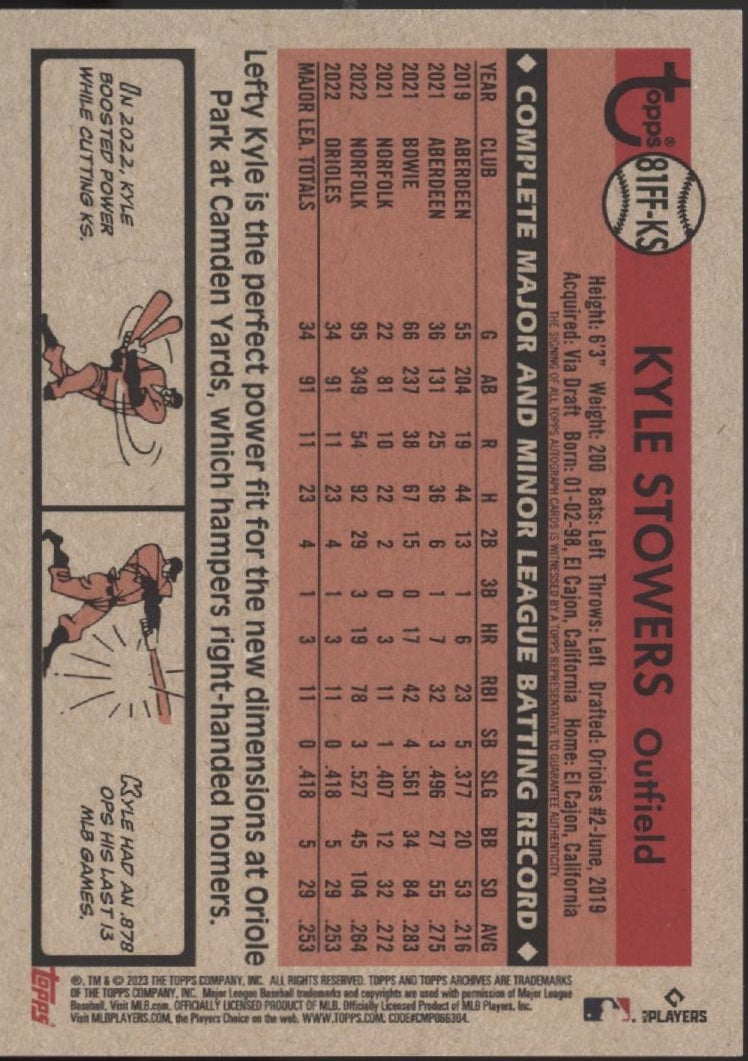 topps®
81FF-KS
KYLE STOWERS Outfield
Height: 6'3" Weight: 200 Bats: Left Throws: Left Drafted: Orioles #2-June, 2019
Acquired: Via Draft Born: 01-02-98, El Cajon, California Home: El Cajon, California
THE SIGNING OF ALL TOPPS AUTOGRAPH CARDS IS WITNESSED BY A TOPPS REPRESENTATIVE TO GUARANTEE AUTHENTICITY.
◆ COMPLETE MAJOR AND MINOR LEAGUE BATTING RECORD ◆
YEAR CLUB G AB R H 2B 3B HR RBI SB SLG BB SO AVG
2019 ABERDEEN 55 204 19 44 13 1 6 23 5 .377 20 53 .216
2021 ABERDEEN 36 131 25 36 6 1 7 32 3 .496 27 55 .275
2021 BOWIE 66 237 38 67 15 0 17 42 4 .561 34 84 .283
2021 NORFOLK 22 81 10 22 2 0 3 11 1 .407 12 32 .272
2022 NORFOLK 95 349 54 92 29 3 19 78 3 .527 45 104 .264
2022 ORIOLES 34 91 11 23 4 1 3 11 0 .418 5 29 .253
MAJOR LEA. TOTALS 34 91 11 23 4 1 3 11 0 .418 5 29 .253
Lefty Kyle is the perfect power fit for the new dimensions at Oriole
Park at Camden Yards, which hampers right-handed homers.
IN 2022, KYLE
BOOSTED POWER
WHILE CUTTING KS.
KYLE HAD AN .878
OPS HIS LAST 13
MLB GAMES.
PLAYERS
®, TM & © 2023 THE TOPPS COMPANY, INC. ALL RIGHTS RESERVED. TOPPS AND TOPPS ARCHIVES ARE TRADEMARKS
OF THE TOPPS COMPANY, INC. Major League Baseball trademarks and copyrights are used with permission of Major League
Baseball. Visit MLB.com. OFFICIALLY LICENSED PRODUCT OF MLB. Officially Licensed Product of MLB Players, Inc.
Visit MLBPLAYERS.COM, the Players Choice on the web. WWW.TOPPS.COM. CODE#CMP066304.
topps